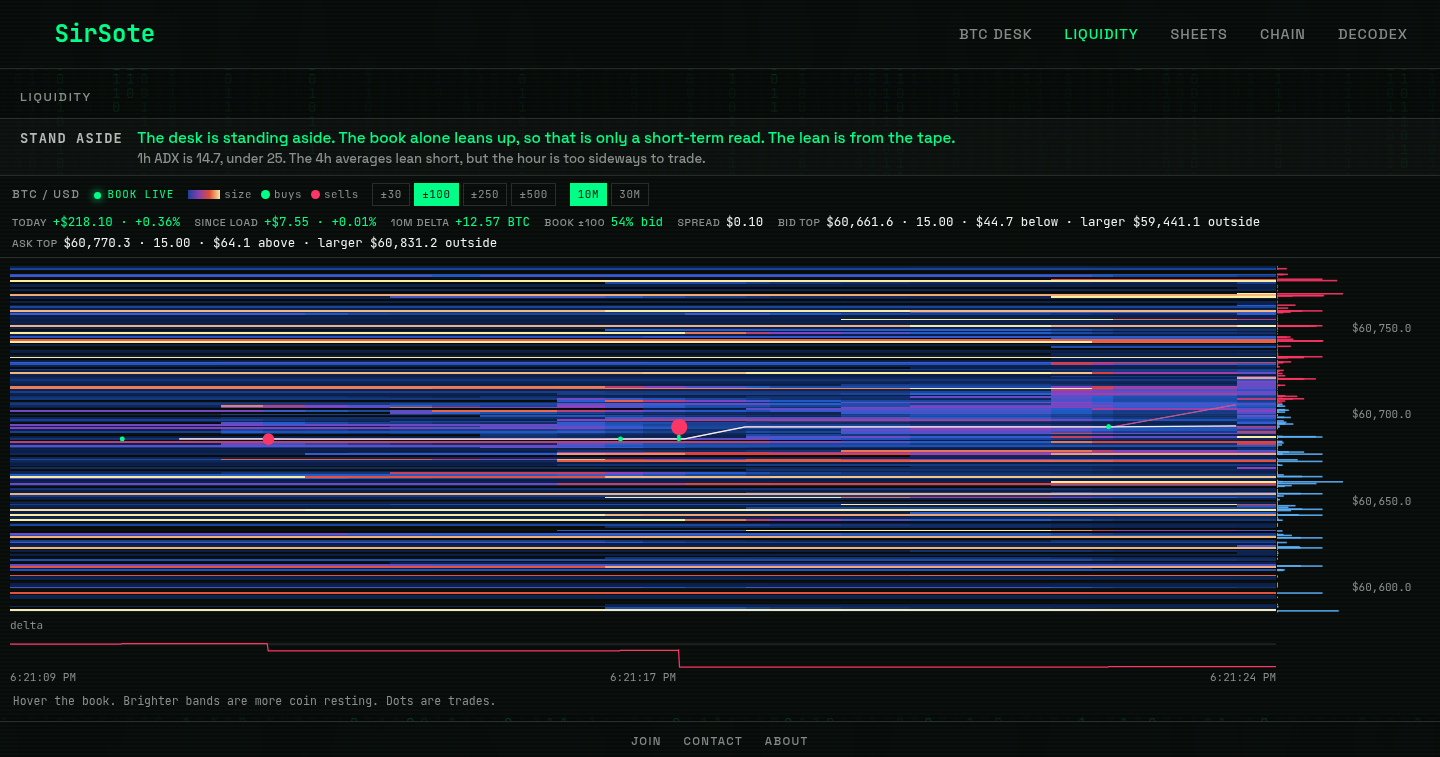 SirSote
BTC DESK LIQUIDITY SHEETS CHAIN DECODEX
LIQUIDITY
STAND ASIDE The desk is standing aside. The book alone leans up, so that is only a short-term read. The lean is from the tape.
1h ADX is 14.7, under 25. The 4h averages lean short, but the hour is too sideways to trade.
BTC / USD BOOK LIVE size buys sells ±30 ±100 ±250 ±500 10M 30M
TODAY +$218.10 · +0.36% SINCE LOAD +$7.55 · +0.01% 10M DELTA +12.57 BTC BOOK ±100 54% bid SPREAD $0.10 BID TOP $60,661.6 · 15.00 · $44.7 below · larger $59,441.1 outside
ASK TOP $60,770.3 · 15.00 · $64.1 above · larger $60,831.2 outside
$60,750.0
$60,700.0
$60,650.0
$60,600.0
delta
6:21:09 PM 6:21:17 PM 6:21:24 PM
Hover the book. Brighter bands are more coin resting. Dots are trades.
JOIN CONTACT ABOUT